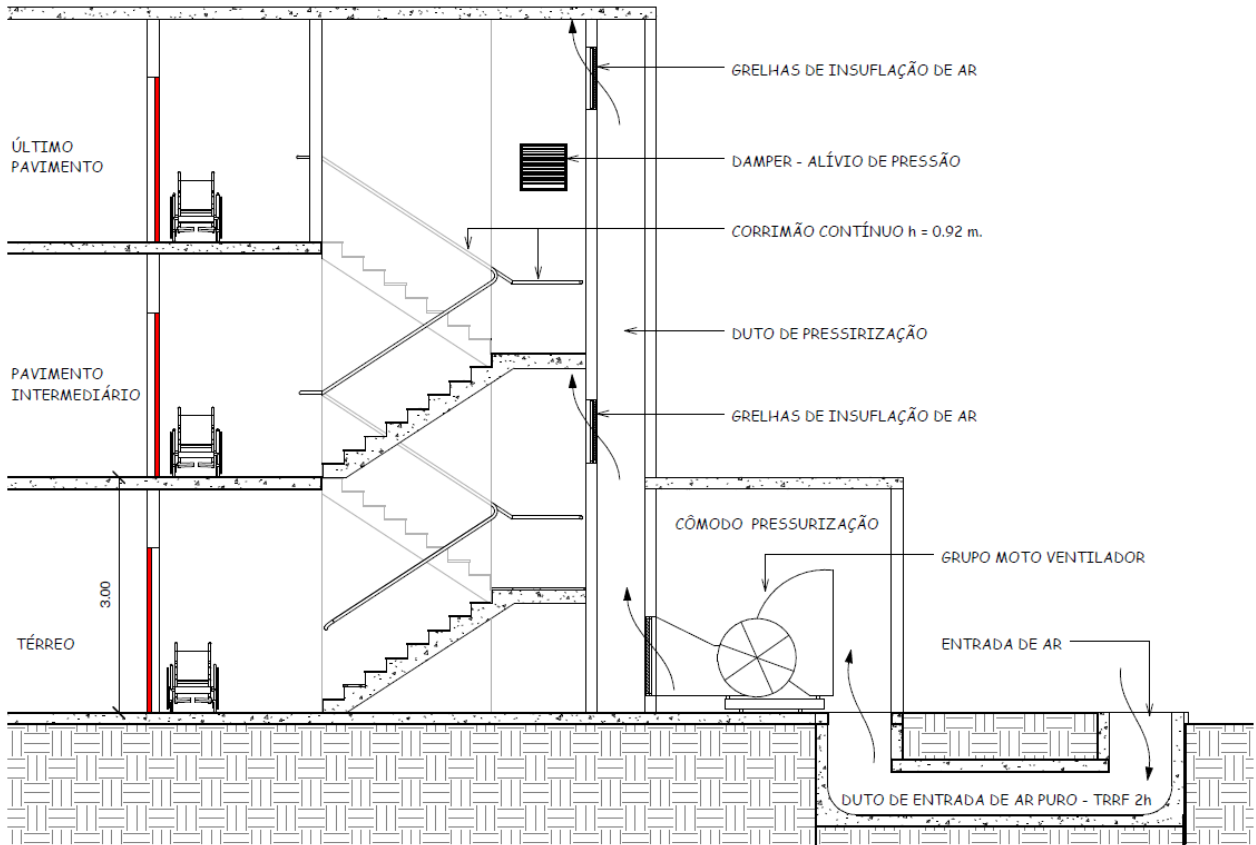 GRELHAS DE INSUFLAÇÃO DE AR
ÚLTIMO
PAVIMENTO
DAMPER - ALÍVIO DE PRESSÃO
CORRIMÃO CONTÍNUO h = 0.92 m.
DUTO DE PRESSIRIZAÇÃO
PAVIMENTO
INTERMEDIÁRIO
GRELHAS DE INSUFLAÇÃO DE AR
CÔMODO PRESSURIZAÇÃO
GRUPO MOTO VENTILADOR
3.00
TÉRREO
ENTRADA DE AR
DUTO DE ENTRADA DE AR PURO - TRRF 2h